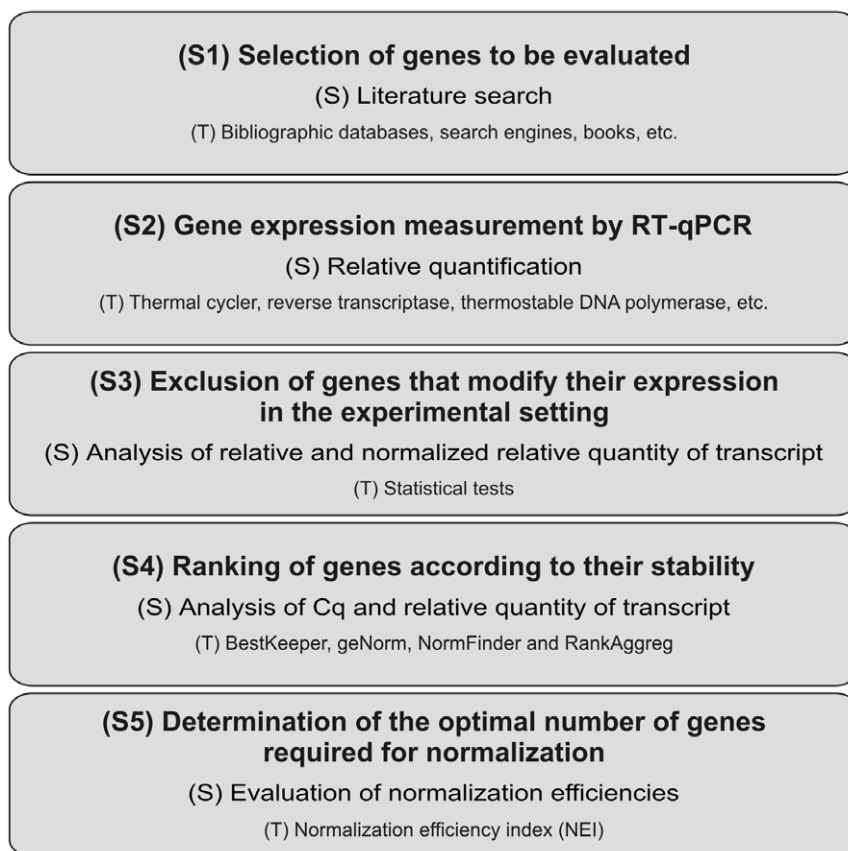 (S1) Selection of genes to be evaluated
(S) Literature search
(T) Bibliographic databases, search engines, books, etc.
(S2) Gene expression measurement by RT-qPCR
(S) Relative quantification
(T) Thermal cycler, reverse transcriptase, thermostable DNA polymerase, etc.
(S3) Exclusion of genes that modify their expression
in the experimental setting
(S) Analysis of relative and normalized relative quantity of transcript
(T) Statistical tests
(S4) Ranking of genes according to their stability
(S) Analysis of Cq and relative quantity of transcript
(T) BestKeeper, geNorm, NormFinder and RankAggreg
(S5) Determination of the optimal number of genes
required for normalization
(S) Evaluation of normalization efficiencies
(T) Normalization efficiency index (NEI)